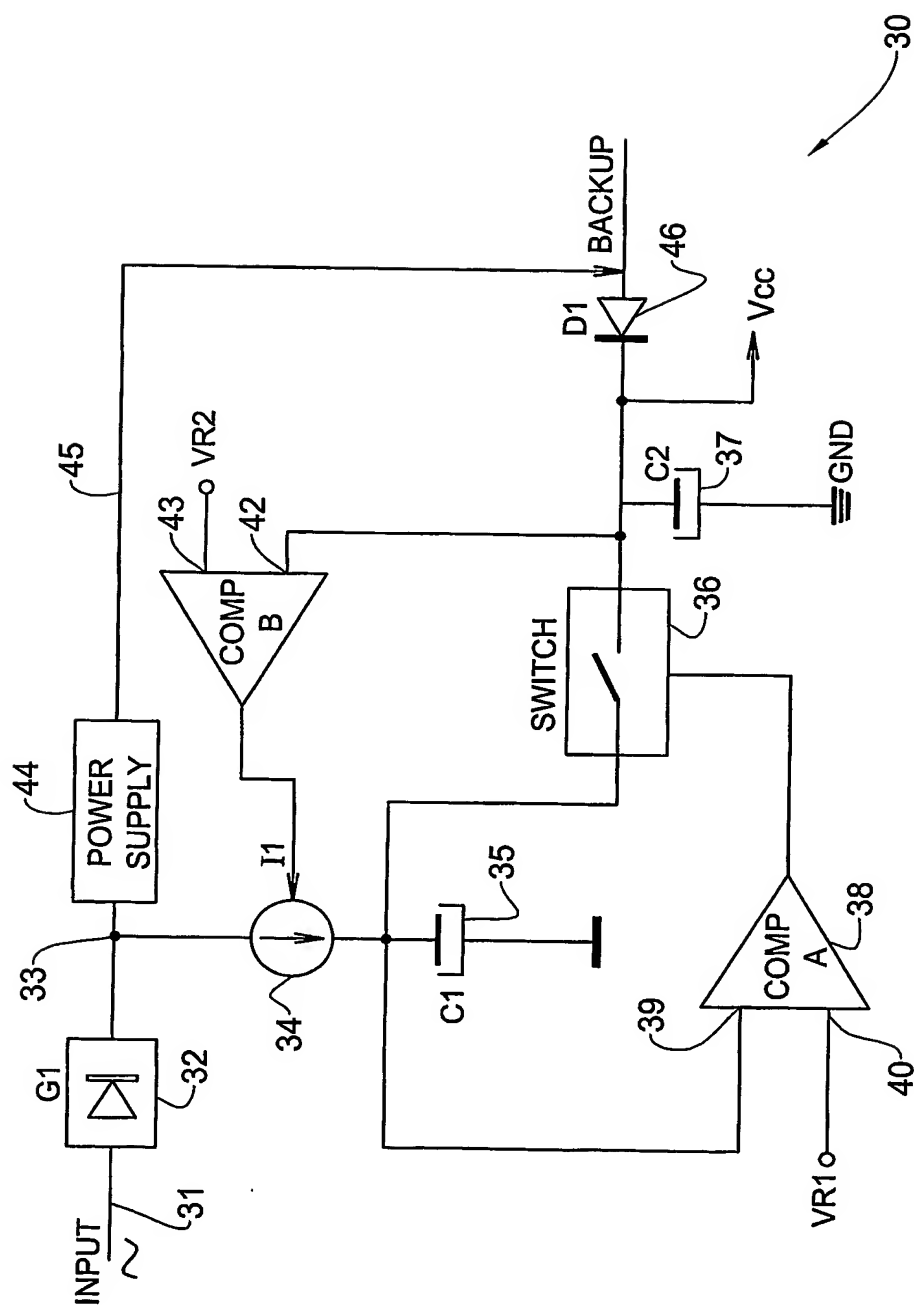 INPUT
~
31
G1
32
33
44
POWER
SUPPLY
45
34
I1
COMP
B
43
VR2
42
C1
35
SWITCH
36
C2
37
GND
D1
46
BACKUP
Vcc
39
COMP
A
38
40
VR1
30